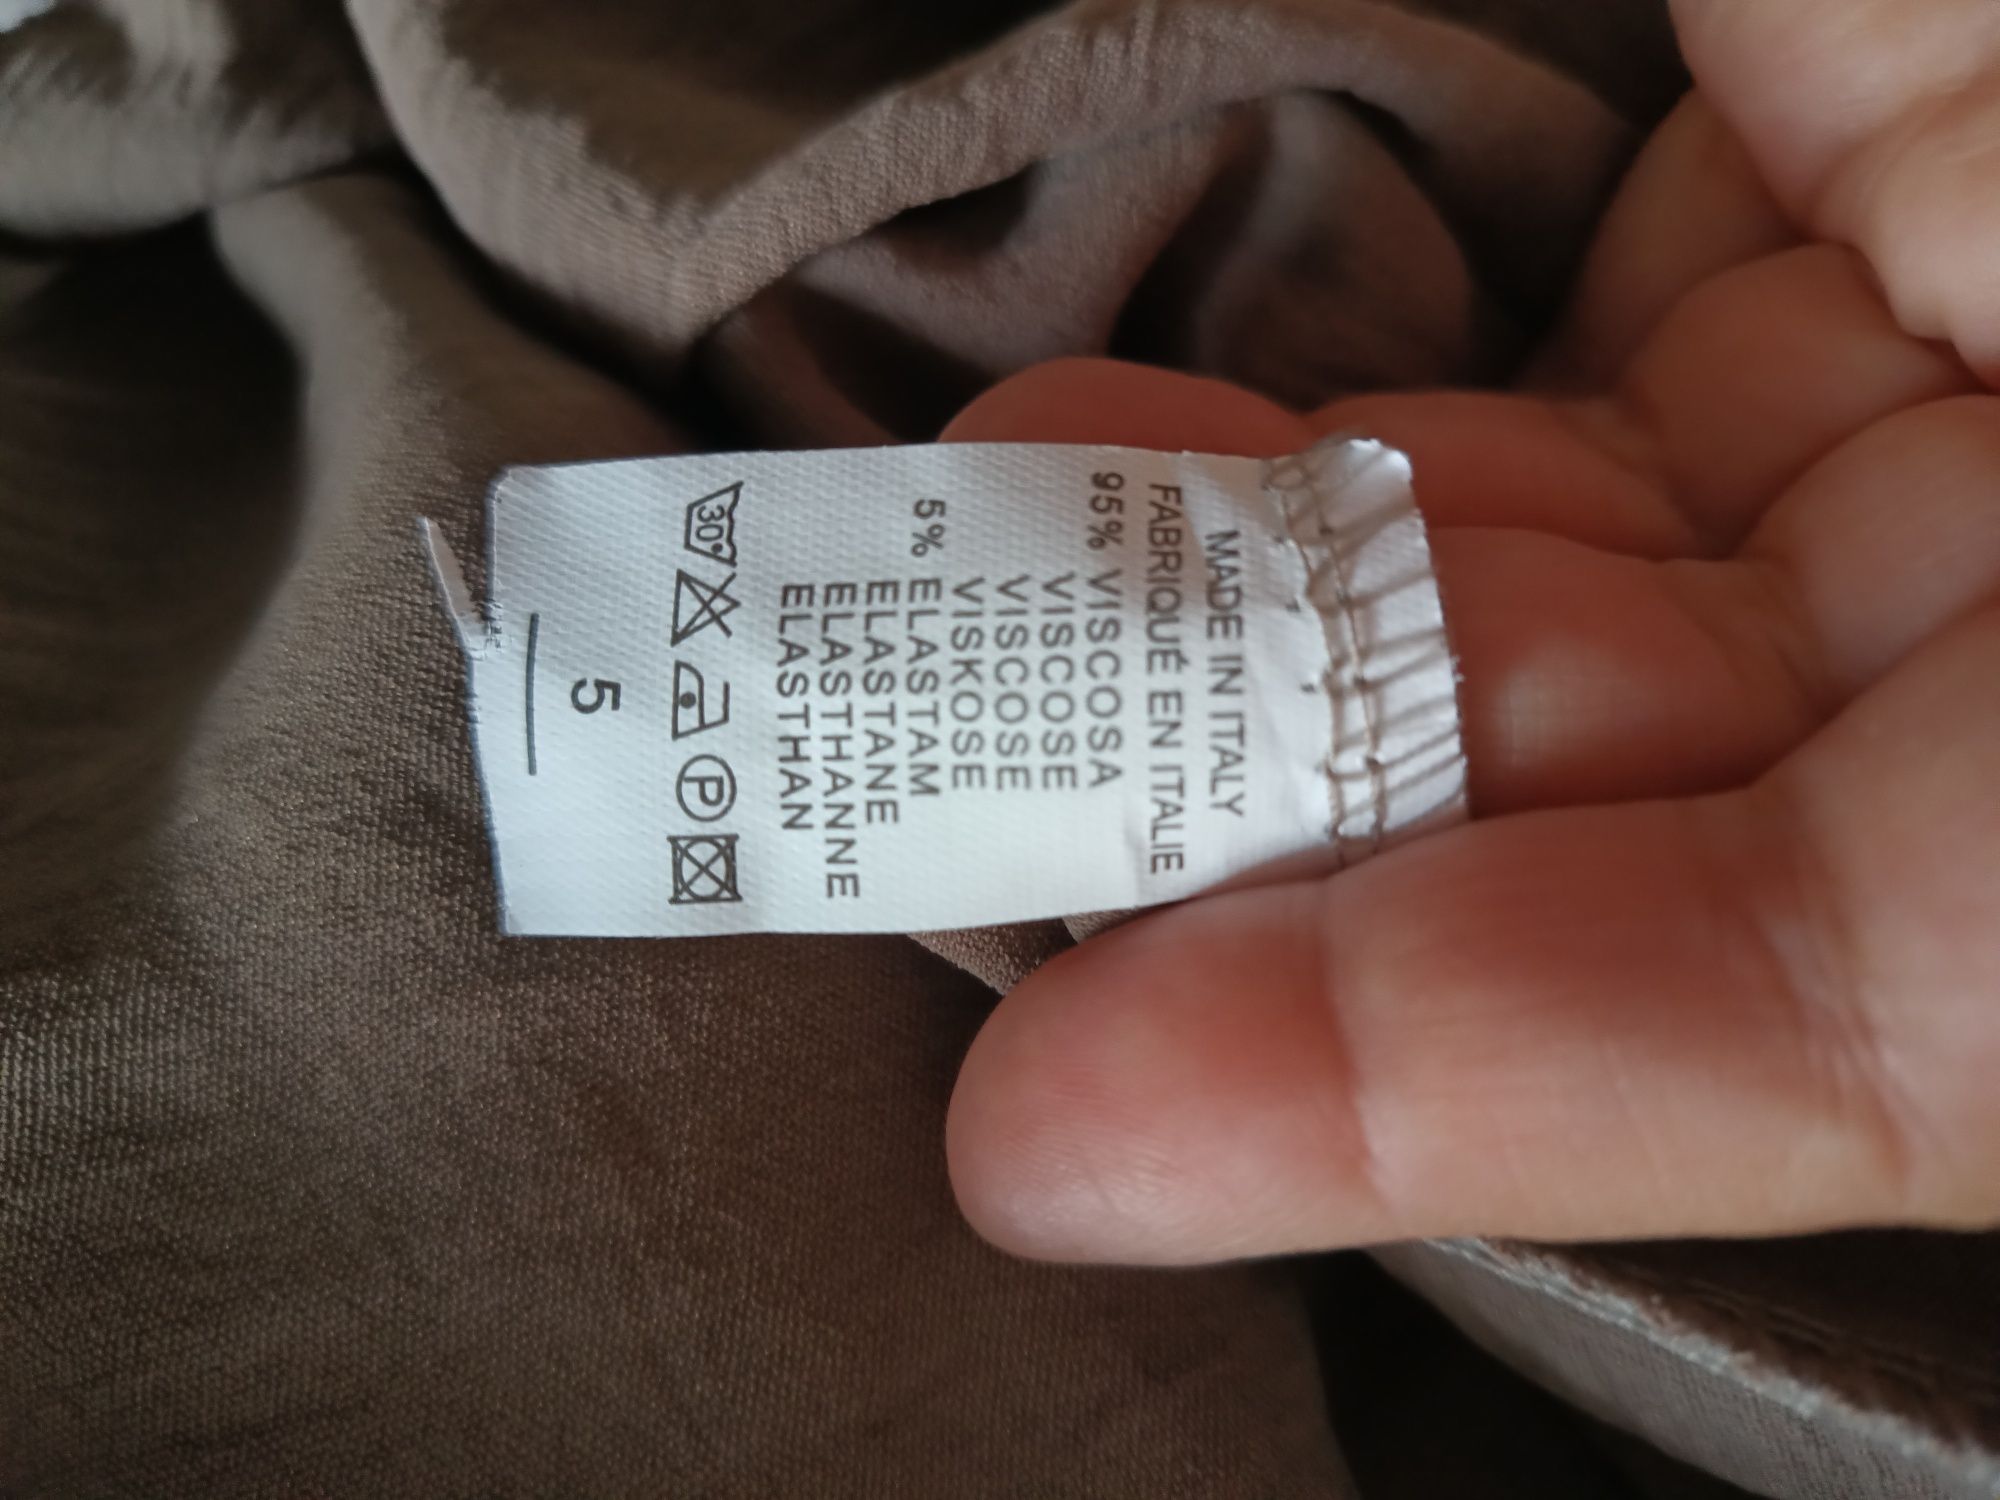 MADE IN ITALY
FABRIQUÉ EN ITALIE
95% VISCOSA
VISCOSE
VISCOSE
VISKOSE
5% ELASTAM
ELASTANE
ELASTHANNE
ELASTHAN
30° P
5